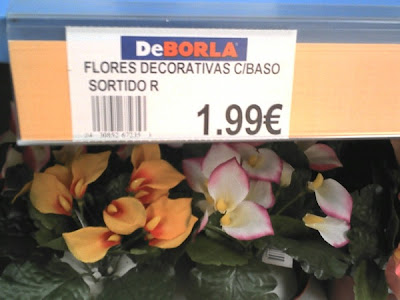 DeBORLA
FLORES DECORATIVAS C/BASO
SORTIDO R
1.99€